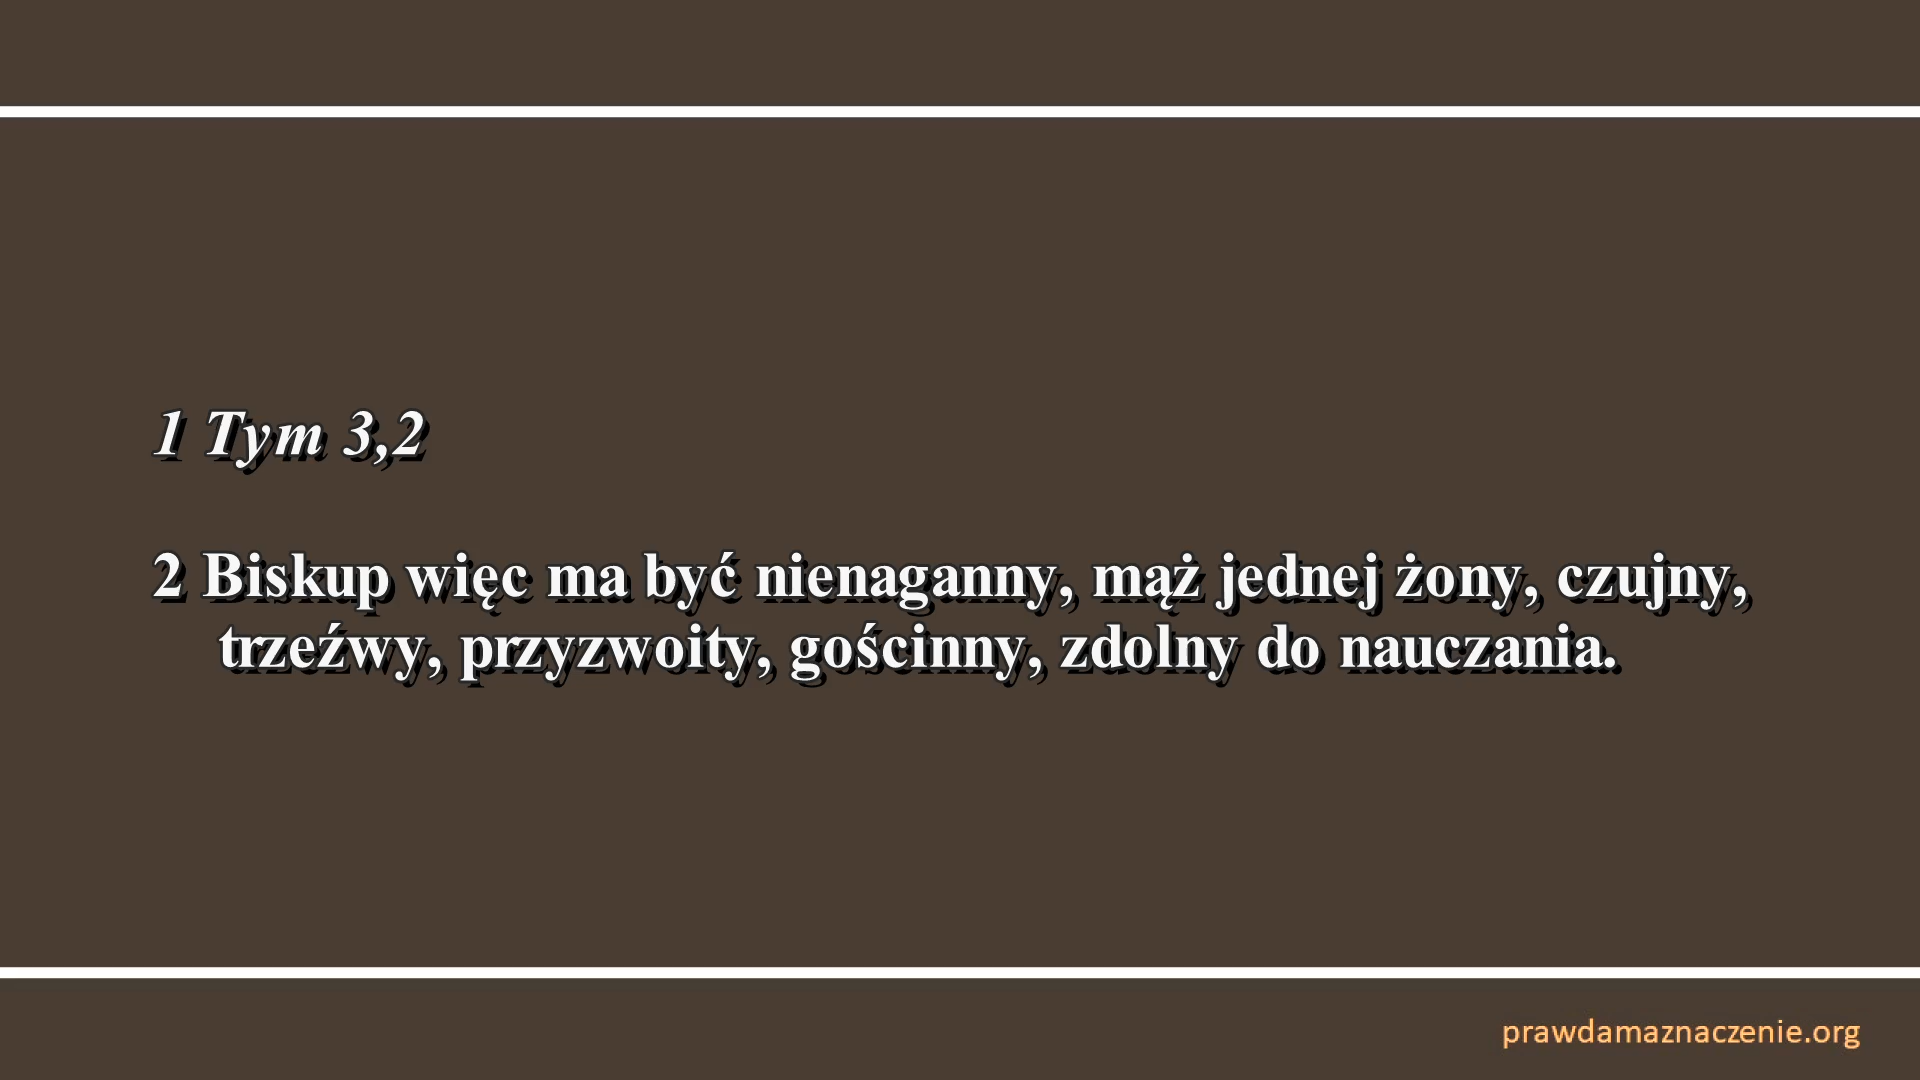 1 Tym 3,2
2 Biskup więc ma być nienaganny, mąż jednej żony, czujny,
trzeźwy, przyzwoity, gościnny, zdolny do nauczania.
prawdamaznaczenie.org